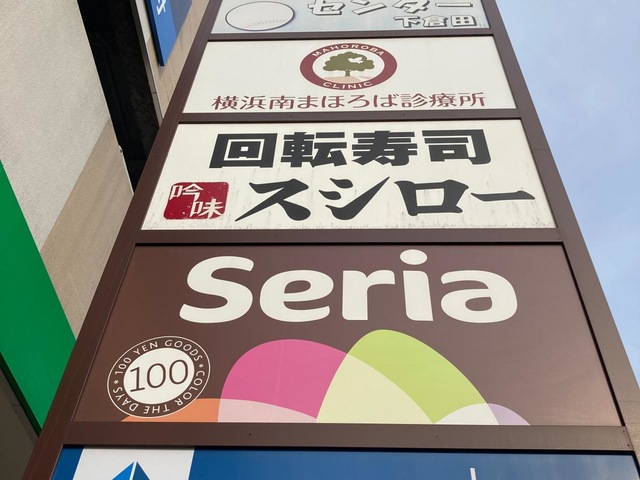 センター
下倉田
MAHOROBA
CLINIC
横浜南まほろば診療所
回転寿司
吟味
スシロー
Seria
100 YEN GOODS
100
COLOR THE DAYS